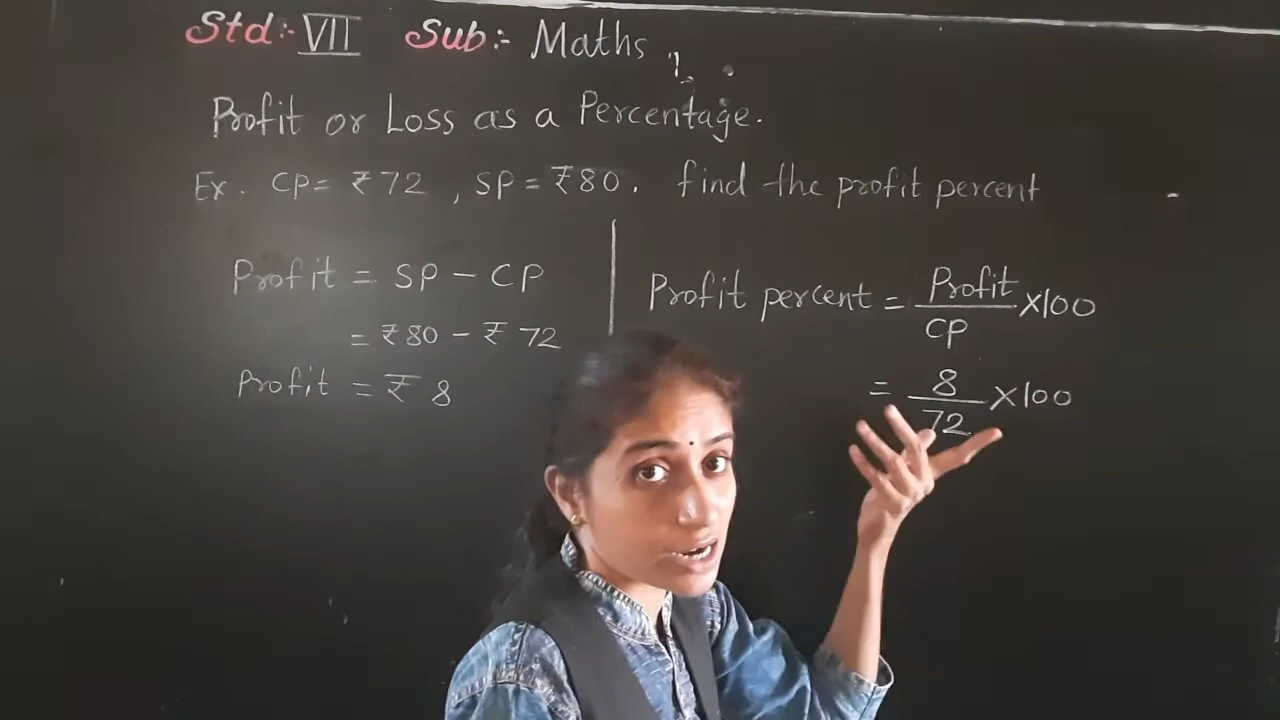 Std:- VII Sub:- Maths
Profit or Loss as a Percentage.
Ex. CP= ₹72 , SP = ₹80. find the profit percent
Profit = SP - CP
= ₹80 - ₹72
Profit = ₹ 8
Profit percent = Profit/CP ×100
= 8/72 ×100